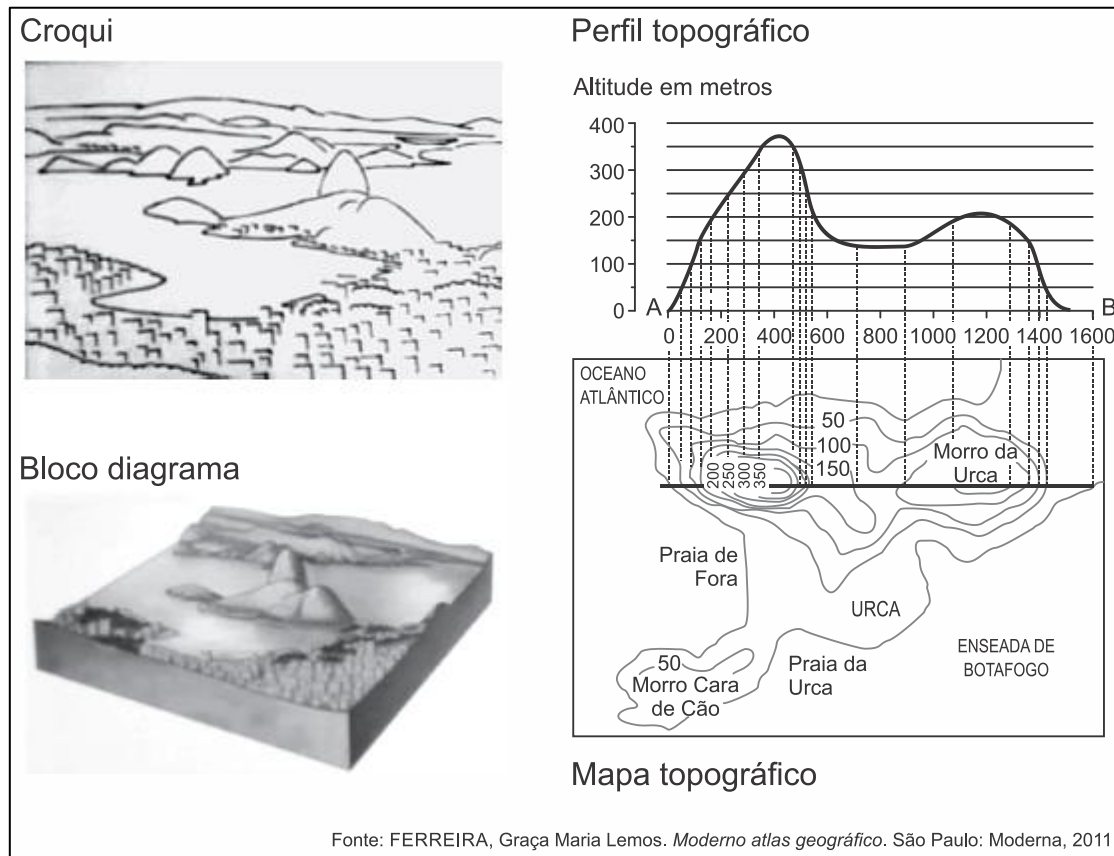 Croqui
Perfil topográfico
Altitude em metros
400
300
200
100
0
A
B
0 200 400 600 800 1000 1200 1400 1600
OCEANO
ATLÂNTICO
50
100
150
200
250
300
350
Morro da
Urca
Praia de
Fora
URCA
ENSEADA DE
BOTAFOGO
Praia da
Urca
50
Morro Cara
de Cão
Bloco diagrama
Mapa topográfico
Fonte: FERREIRA, Graça Maria Lemos. Moderno atlas geográfico. São Paulo: Moderna, 2011